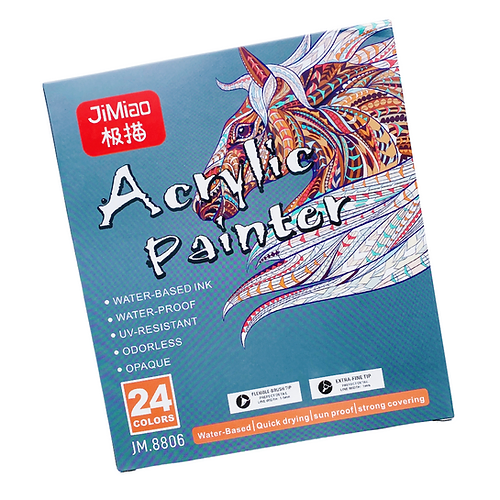 JiMiao
极描
Acrylic
Painter
• WATER-BASED INK
• WATER-PROOF
• UV-RESISTANT
• ODORLESS
• OPAQUE
24
COLORS
FLEXIBLE-BRUSH TIP
EXTRA-FINE TIP
Water-Based|Quick drying|sun proof|strong covering
JM.8806